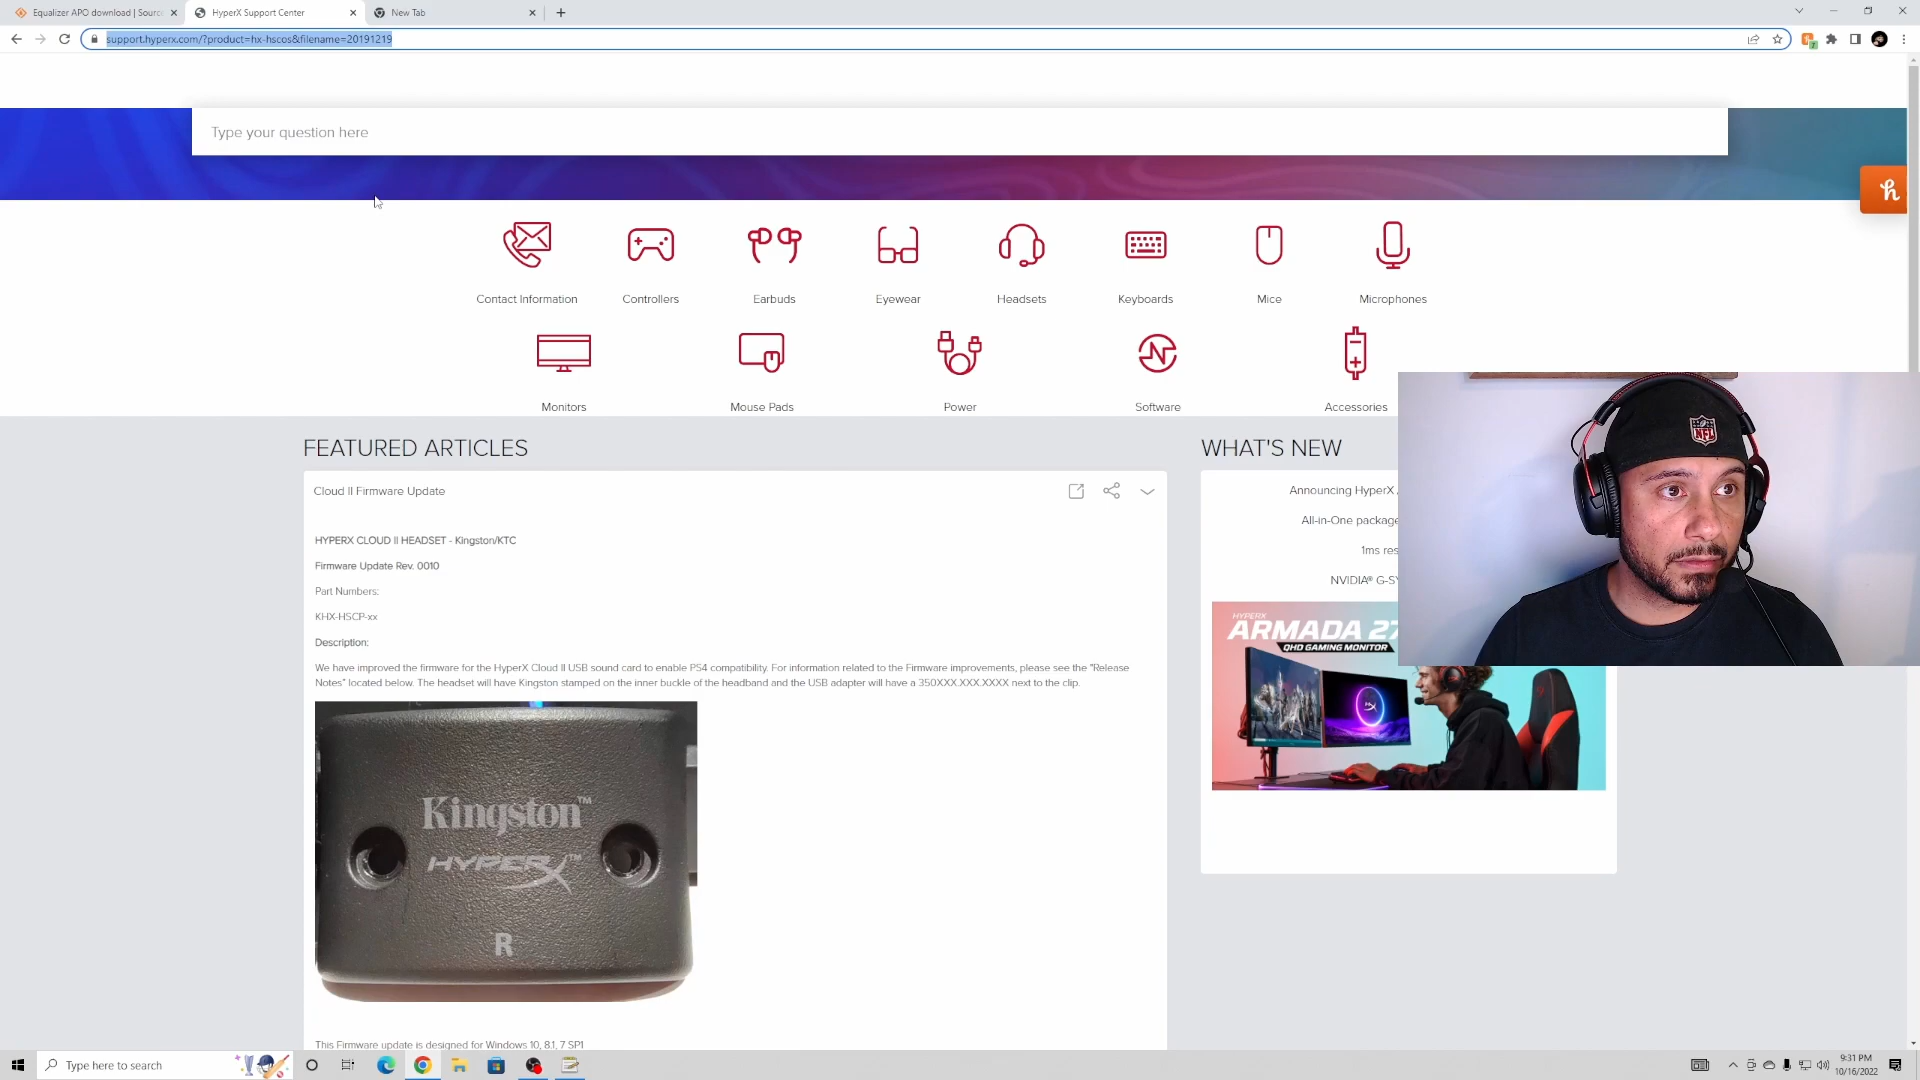 Equalizer APO download | Sourc
HyperX Support Center
New Tab
support.hyperx.com/?product=hx-hscos&filename=20191219
Type your question here
Contact Information
Controllers
Earbuds
Eyewear
Headsets
Keyboards
Mice
Microphones
Monitors
Mouse Pads
Power
Software
Accessories
FEATURED ARTICLES
WHAT'S NEW
Cloud II Firmware Update
HYPERX CLOUD II HEADSET - Kingston/KTC
Firmware Update Rev. 0010
Part Numbers:
KHX-HSCP-xx
Description:
We have improved the firmware for the HyperX Cloud II USB sound card to enable PS4 compatibility. For information related to the Firmware improvements, please see the "Release
Notes" located below. The headset will have Kingston stamped on the inner buckle of the headband and the USB adapter will have a 350XXX.XXX.XXXX next to the clip.
Kingston™
HYPERX™
R
This Firmware update is designed for Windows 10, 8.1, 7 SP1
Announcing HyperX
All-in-One package
1ms res
NVIDIA® G-SY
HYPERX
ARMADA 27
QHD GAMING MONITOR
NFL
Type here to search
9:31 PM
10/16/2022